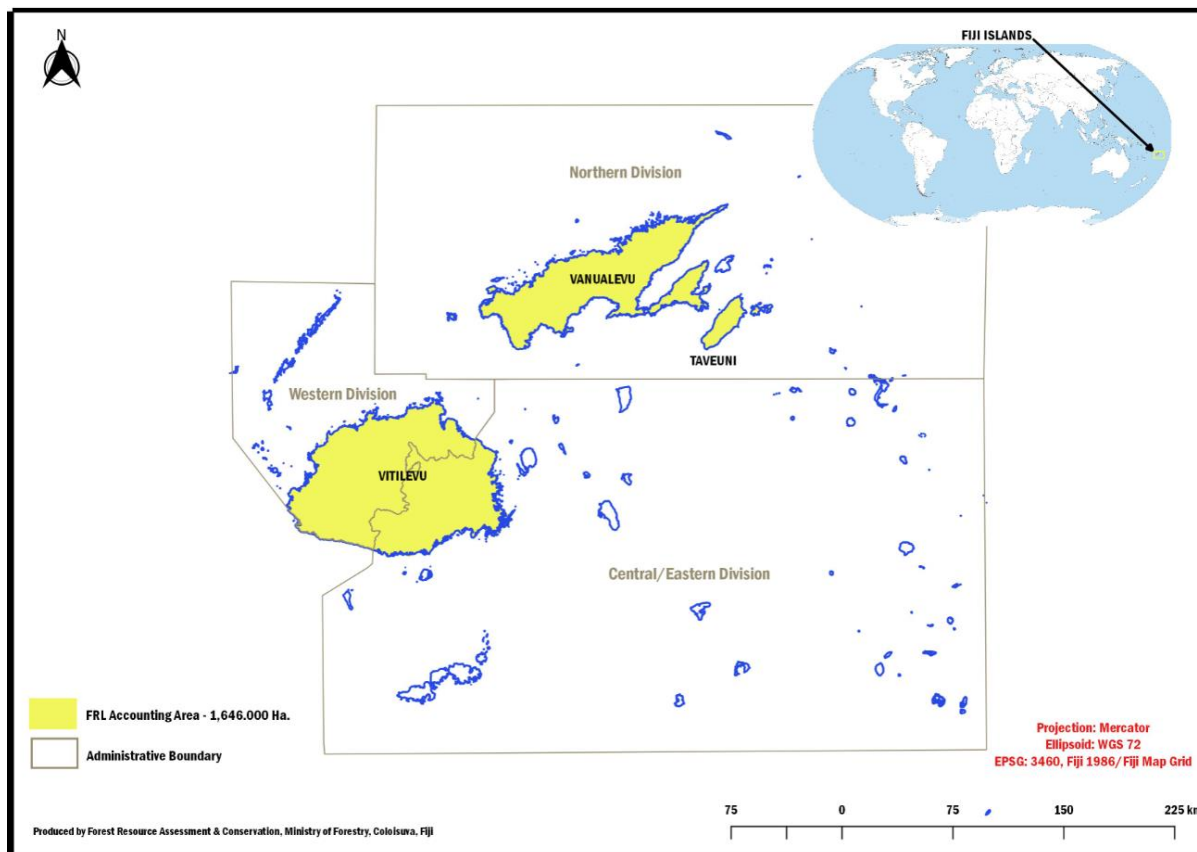 N
FIJI ISLANDS
Northern Division
VANUALEVU
TAVEUNI
Western Division
VITILEVU
Central/Eastern Division
FRL Accounting Area - 1,646.000 Ha.
Administrative Boundary
Projection: Mercator
Ellipsoid: WGS 72
EPSG: 3460, Fiji 1986/Fiji Map Grid
75 0 75 150 225 km
Produced by Forest Resource Assessment & Conservation, Ministry of Forestry, Coloisuva, Fiji